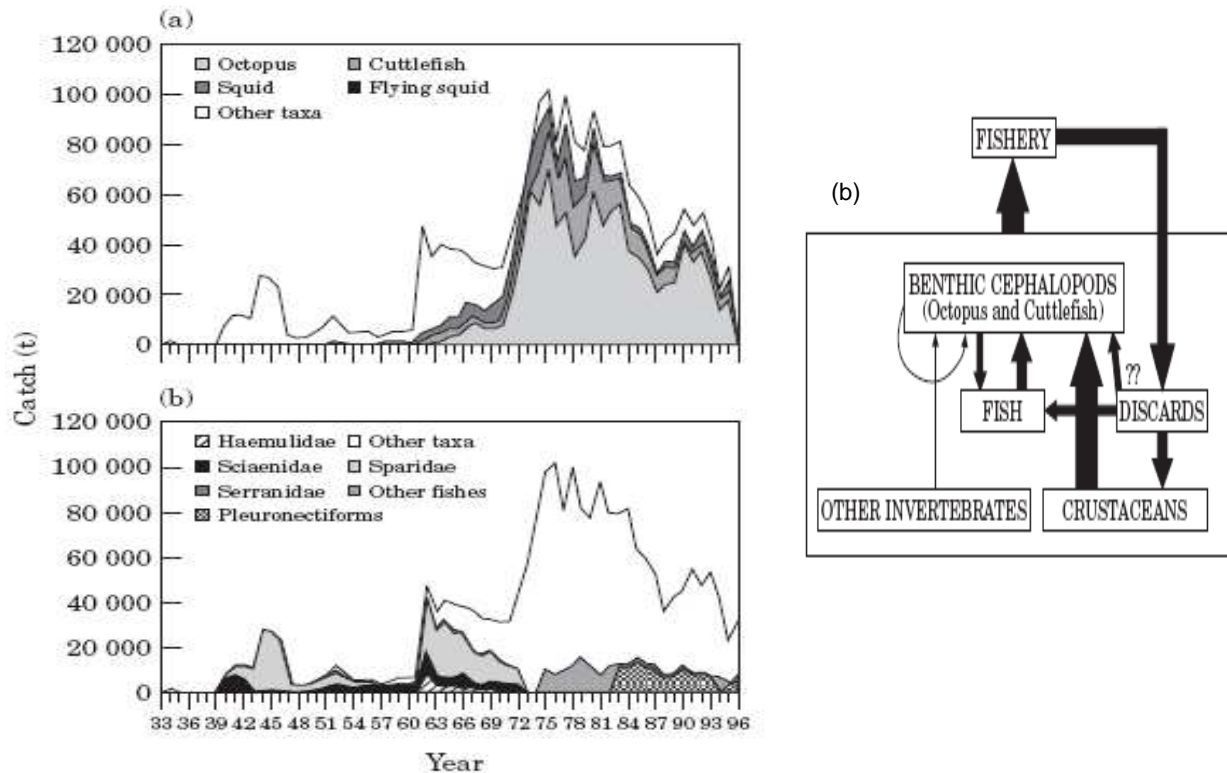 (a)
120 000
100 000
80 000
60 000
40 000
20 000
0
Octopus
Cuttlefish
Squid
Flying squid
Other taxa
Catch (t)
(b)
120 000
100 000
80 000
60 000
40 000
20 000
0
Haemulidae
Other taxa
Sciaenidae
Sparidae
Serranidae
Other fishes
Pleuronectiforms
33 36 39 42 45 48 51 54 57 60 63 66 69 72 75 78 81 84 87 90 93 96
Year
(b)
FISHERY
BENTHIC CEPHALOPODS
(Octopus and Cuttlefish)
??
FISH
DISCARDS
OTHER INVERTEBRATES
CRUSTACEANS